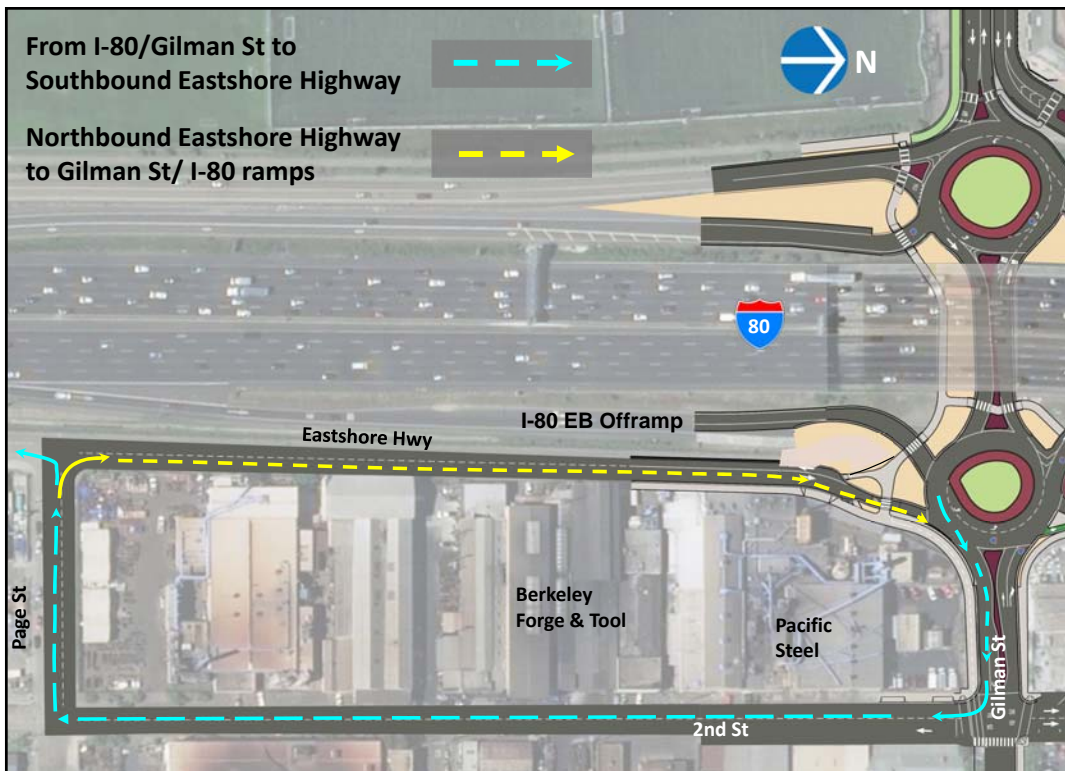 From I-80/Gilman St to
Southbound Eastshore Highway
N
Northbound Eastshore Highway
to Gilman St/ I-80 ramps
80
I-80 EB Offramp
Eastshore Hwy
Page St
Berkeley
Forge & Tool
Pacific
Steel
Gilman St
2nd St